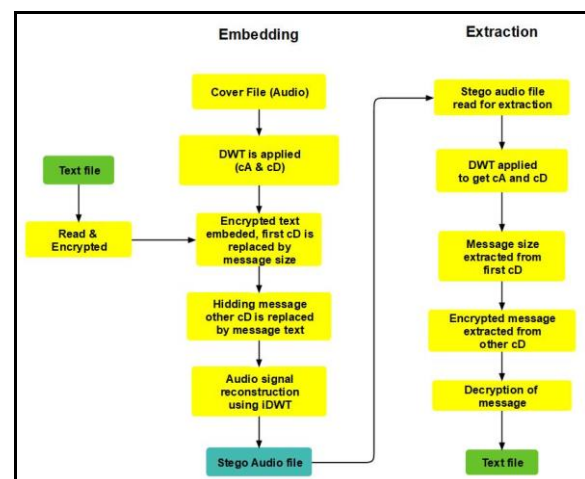 Embedding
Cover File (Audio)
DWT is applied
(cA & cD)
Text file
Read &
Encrypted
Encrypted text
embeded, first cD is
replaced by
message size
Hidding message
other cD is replaced
by message text
Audio signal
reconstruction
using iDWT
Stego Audio file
Extraction
Stego audio file
read for extraction
DWT applied
to get cA and cD
Message size
extracted from
first cD
Encrypted message
extracted from
other cD
Decryption of
message
Text file